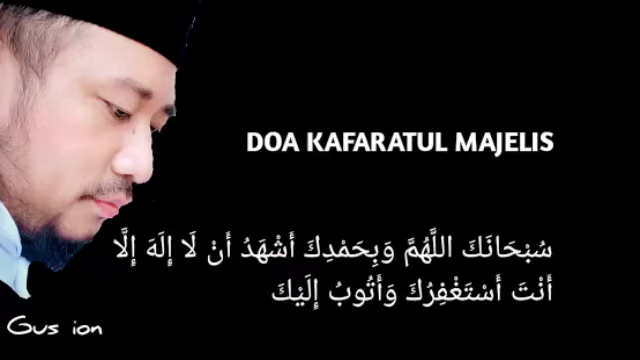 DOA KAFARATUL MAJELIS
سُبْحَانَكَ اللَّهُمَّ وَبِحَمْدِكَ أَشْهَدُ أَنْ لَا إِلَهَ إِلَّا
أَنْتَ أَسْتَغْفِرُكَ وَأَتُوبُ إِلَيْكَ
Gus ion